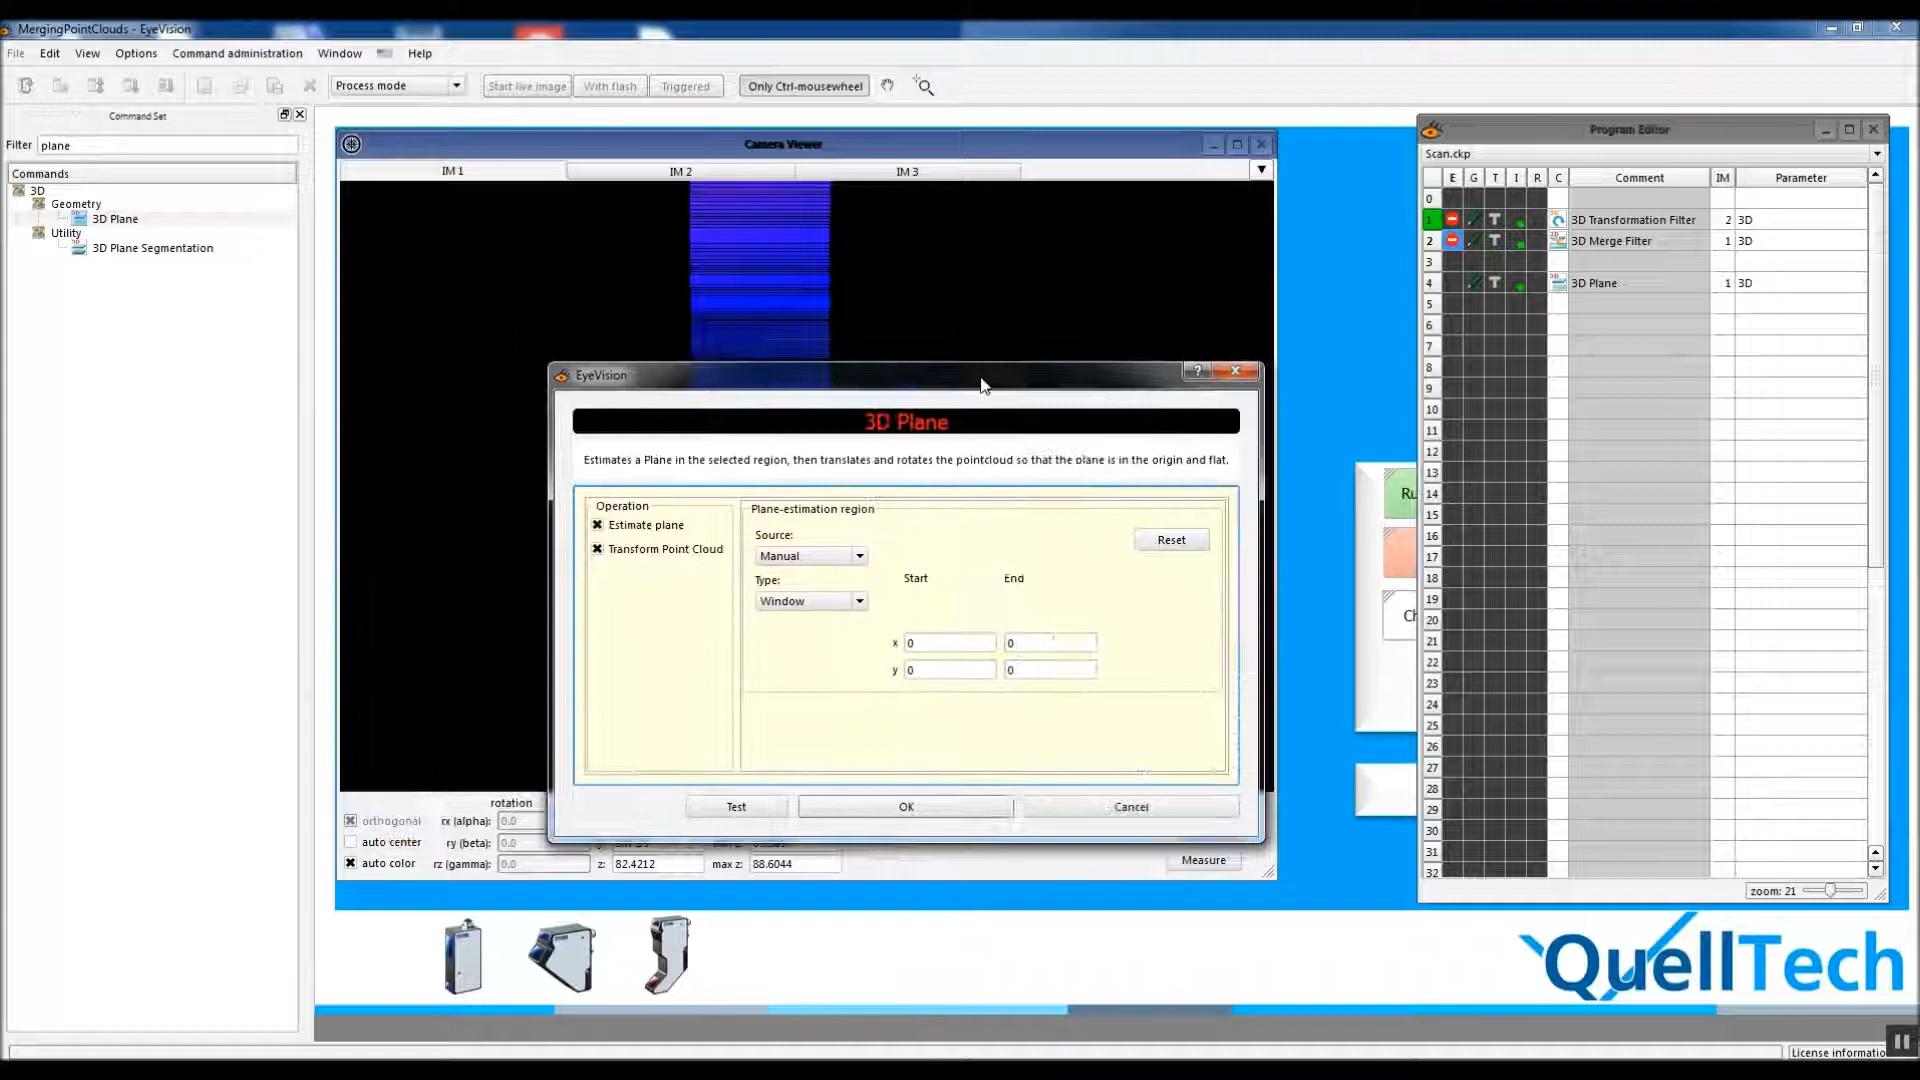 MergingPointClouds - EyeVision
File Edit View Options Command administration Window Help
Process mode Start live image With flash Triggered Only Ctrl-mousewheel
Command Set
Filter plane
Commands
3D
Geometry
3D Plane
Utility
3D Plane Segmentation
Camera Viewer
IM 1 IM 2 IM 3
EyeVision
3D Plane
Estimates a Plane in the selected region, then translates and rotates the pointcloud so that the plane is in the origin and flat.
Operation
Estimate plane
Transform Point Cloud
Plane-estimation region
Source:
Manual
Reset
Type:
Window
Start End
x 0 0
y 0 0
Test OK Cancel
rotation
orthogonal rx (alpha): 0.0
auto center ry (beta): 0.0
auto color rz (gamma): 0.0 z: 82.4212 max z: 88.6044
Measure
Ru
Ch
Program Editor
Scan.ckp
E G T I R C Comment IM Parameter
0
1 T 3D Transformation Filter 2 3D
2 T 3D Merge Filter 1 3D
3
4 T 3D Plane 1 3D
5
6
7
8
9
10
11
12
13
14
15
16
17
18
19
20
21
22
23
24
25
26
27
28
29
30
31
32
zoom: 21
QuellTech
License informatio